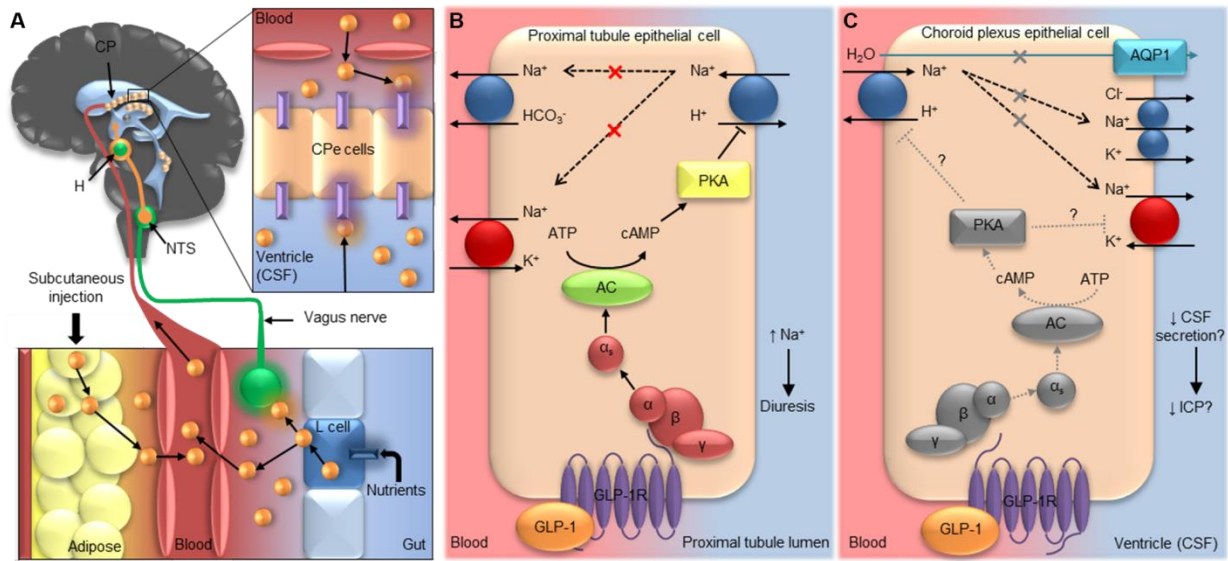 A
CP
H
NTS
Subcutaneous
injection
Vagus nerve
Blood
CPe cells
Ventricle
(CSF)
L cell
Nutrients
Adipose
Blood
Gut
B
Proximal tubule epithelial cell
Na⁺
Na⁺
HCO₃⁻
H⁺
PKA
Na⁺
ATP
cAMP
K⁺
AC
αₛ
↑ Na⁺
Diuresis
α
β
γ
GLP-1R
GLP-1
Blood
Proximal tubule lumen
C
Choroid plexus epithelial cell
H₂O
AQP1
Na⁺
Cl⁻
H⁺
Na⁺
K⁺
?
Na⁺
PKA
?
K⁺
cAMP
ATP
AC
↓ CSF
secretion?
αₛ
α
β
γ
↓ ICP?
GLP-1R
GLP-1
Blood
Ventricle (CSF)